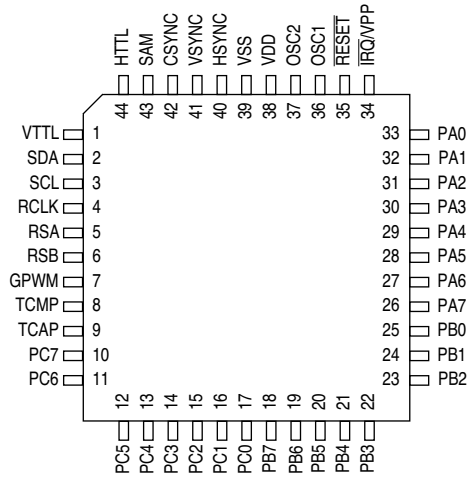 HTTL SAM CSYNC VSYNC HSYNC VSS VDD OSC2 OSC1 RESET IRQ/VPP
44 43 42 41 40 39 38 37 36 35 34
VTTL 1 33 PA0
SDA 2 32 PA1
SCL 3 31 PA2
RCLK 4 30 PA3
RSA 5 29 PA4
RSB 6 28 PA5
GPWM 7 27 PA6
TCMP 8 26 PA7
TCAP 9 25 PB0
PC7 10 24 PB1
PC6 11 23 PB2
12 13 14 15 16 17 18 19 20 21 22
PC5 PC4 PC3 PC2 PC1 PC0 PB7 PB6 PB5 PB4 PB3